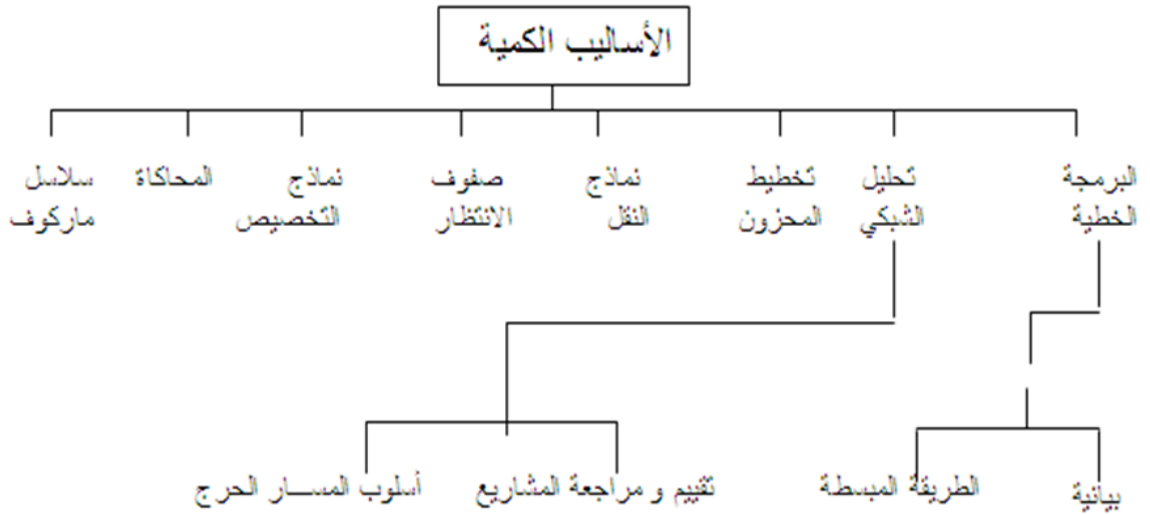 الأساليب الكمية
البرمجة
الخطية
تحليل
الشبكي
تخطيط
المحزون
نماذج
النقل
صفوف
الانتظار
نماذج
التخصيص
المحاكاة
سلاسل
ماركوف
بيانية
الطريقة المبسطة
تقييم و مراجعة المشاريع
أسلوب المســار الحرج